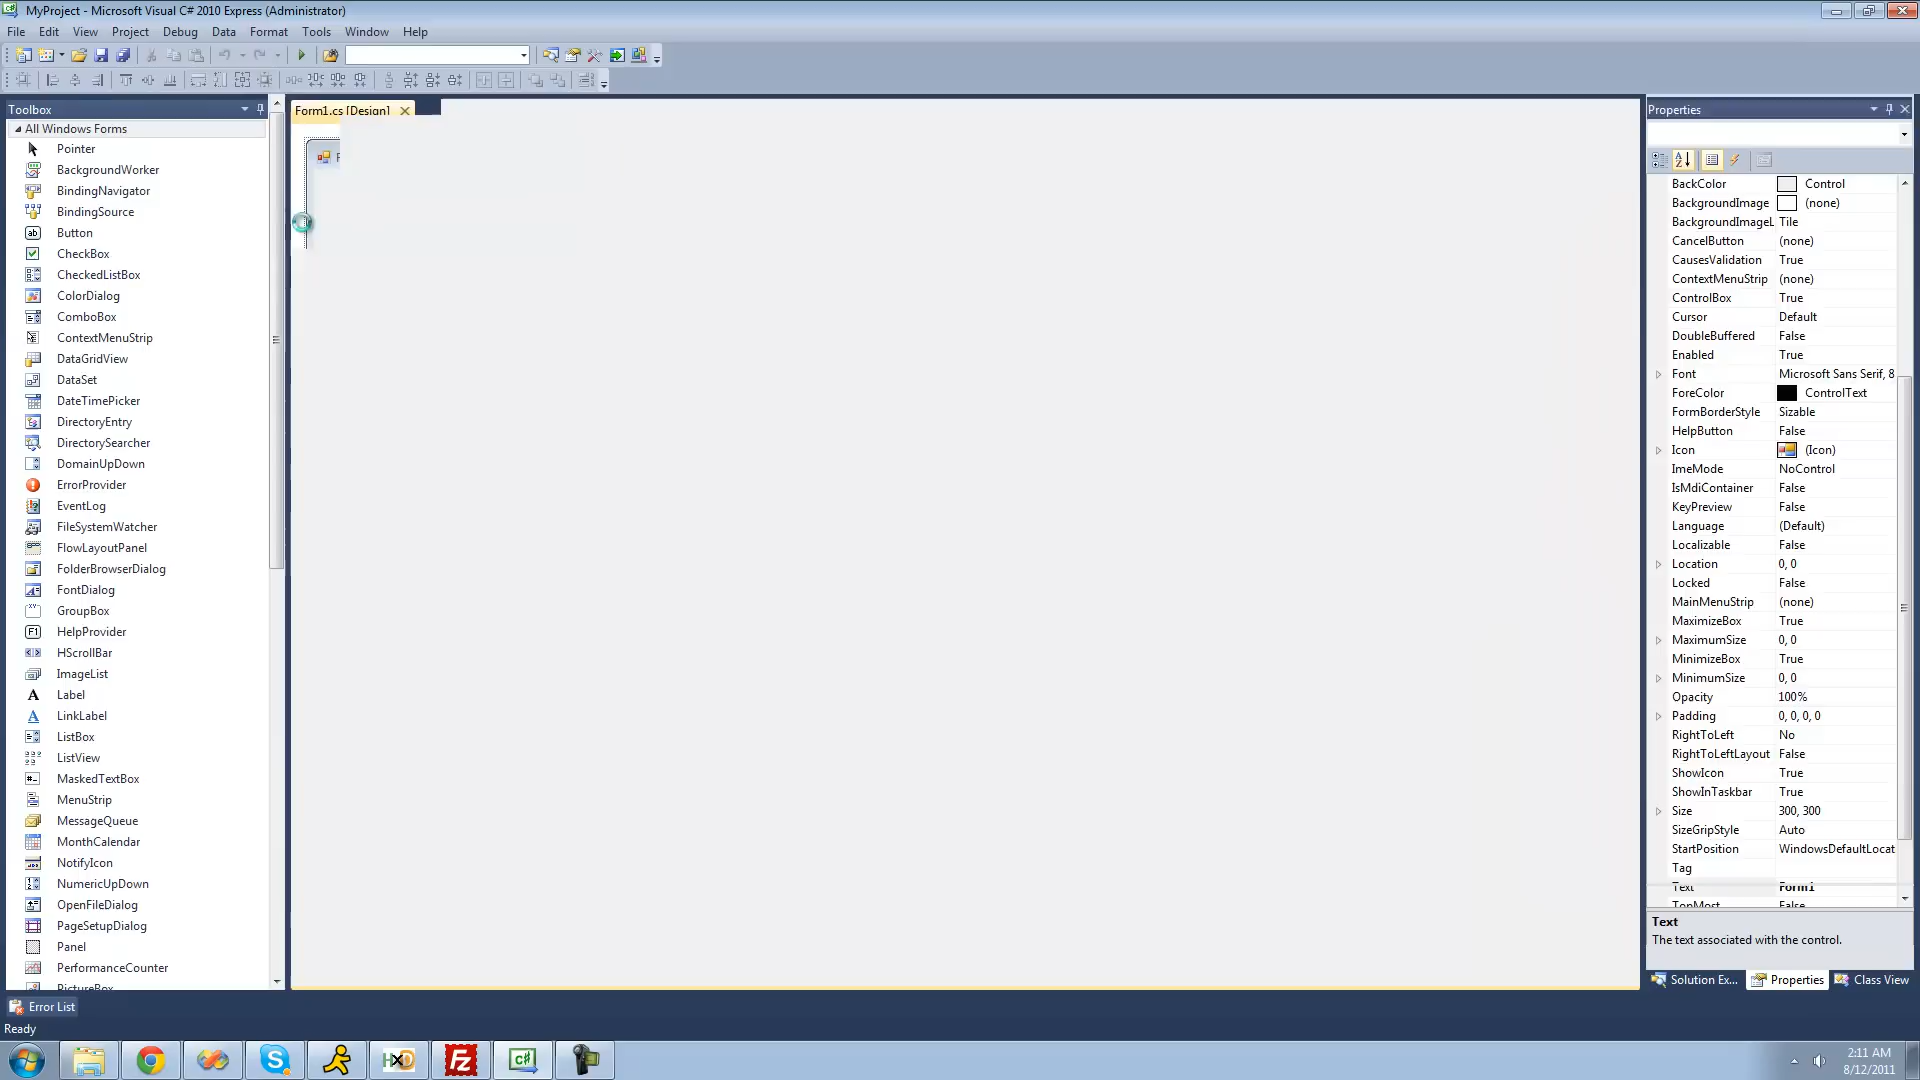 MyProject - Microsoft Visual C# 2010 Express (Administrator)
File Edit View Project Debug Data Format Tools Window Help
Toolbox
All Windows Forms
Pointer
BackgroundWorker
BindingNavigator
BindingSource
Button
CheckBox
CheckedListBox
ColorDialog
ComboBox
ContextMenuStrip
DataGridView
DataSet
DateTimePicker
DirectoryEntry
DirectorySearcher
DomainUpDown
ErrorProvider
EventLog
FileSystemWatcher
FlowLayoutPanel
FolderBrowserDialog
FontDialog
GroupBox
HelpProvider
HScrollBar
ImageList
Label
LinkLabel
ListBox
ListView
MaskedTextBox
MenuStrip
MessageQueue
MonthCalendar
NotifyIcon
NumericUpDown
OpenFileDialog
PageSetupDialog
Panel
PerformanceCounter
PictureBox
Form1.cs [Design]
Properties
BackColor Control
BackgroundImage (none)
BackgroundImageL Tile
CancelButton (none)
CausesValidation True
ContextMenuStrip (none)
ControlBox True
Cursor Default
DoubleBuffered False
Enabled True
Font Microsoft Sans Serif, 8
ForeColor ControlText
FormBorderStyle Sizable
HelpButton False
Icon (Icon)
ImeMode NoControl
IsMdiContainer False
KeyPreview False
Language (Default)
Localizable False
Location 0, 0
Locked False
MainMenuStrip (none)
MaximizeBox True
MaximumSize 0, 0
MinimizeBox True
MinimumSize 0, 0
Opacity 100%
Padding 0, 0, 0, 0
RightToLeft No
RightToLeftLayout False
ShowIcon True
ShowInTaskbar True
Size 300, 300
SizeGripStyle Auto
StartPosition WindowsDefaultLocat
Tag
Text Form1
TopMost False
Text
The text associated with the control.
Solution Ex... Properties Class View
Error List
Ready
2:11 AM
8/12/2011